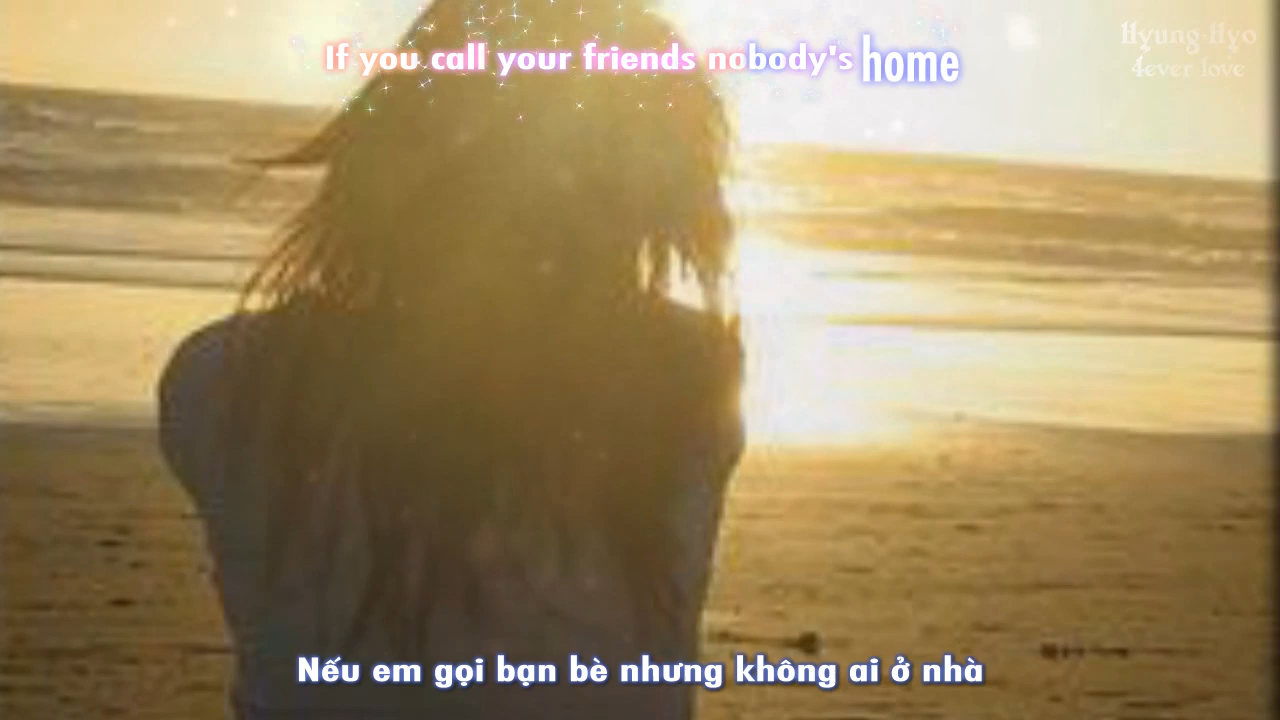 If you call your friends nobody's home
Hyung-Hyo
4ever love
Nếu em gọi bạn bè nhưng không ai ở nhà